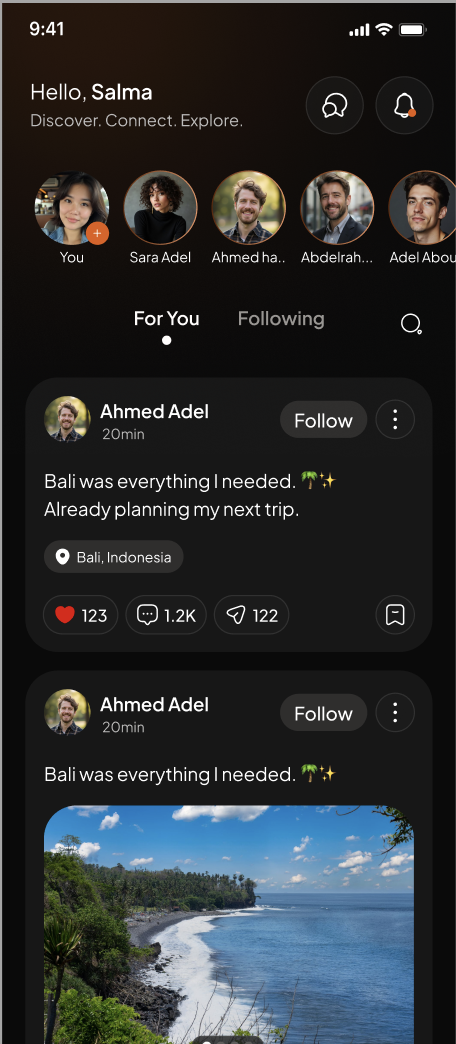 9:41
Hello, Salma
Discover. Connect. Explore.
You
Sara Adel
Ahmed ha..
Abdelrah...
Adel Abou
For You
Following
Ahmed Adel
20min
Follow
Bali was everything I needed. 🌴✨
Already planning my next trip.
Bali, Indonesia
123
1.2K
122
Ahmed Adel
20min
Follow
Bali was everything I needed. 🌴✨